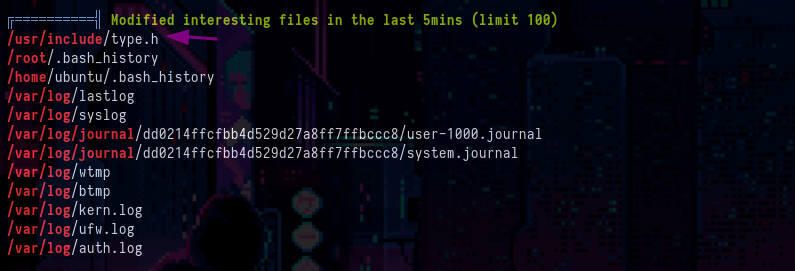 ╔══════════╣ Modified interesting files in the last 5mins (limit 100)
/usr/include/type.h
/root/.bash_history
/home/ubuntu/.bash_history
/var/log/lastlog
/var/log/syslog
/var/log/journal/dd0214ffcfbb4d529d27a8ff7ffbccc8/user-1000.journal
/var/log/journal/dd0214ffcfbb4d529d27a8ff7ffbccc8/system.journal
/var/log/wtmp
/var/log/btmp
/var/log/kern.log
/var/log/ufw.log
/var/log/auth.log